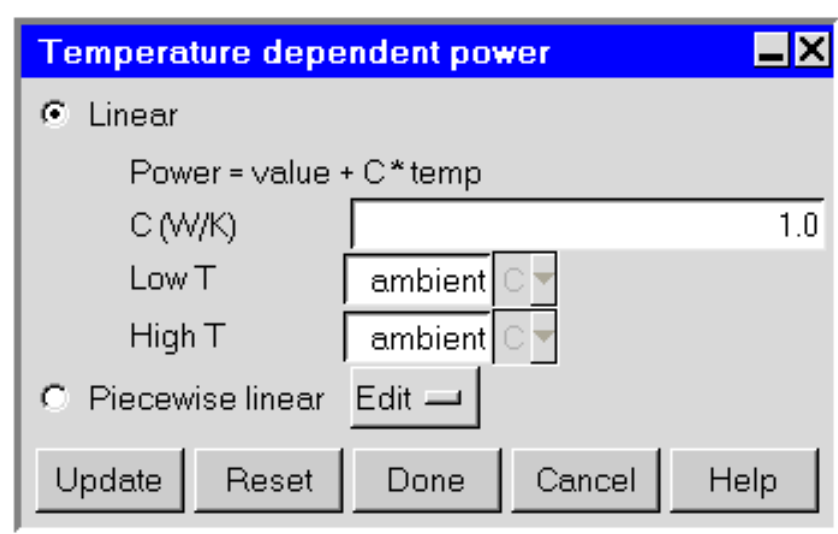 Temperature dependent power
Linear
Power = value + C * temp
C (W/K) 1.0
Low T ambient C
High T ambient C
Piecewise linear Edit
Update Reset Done Cancel Help